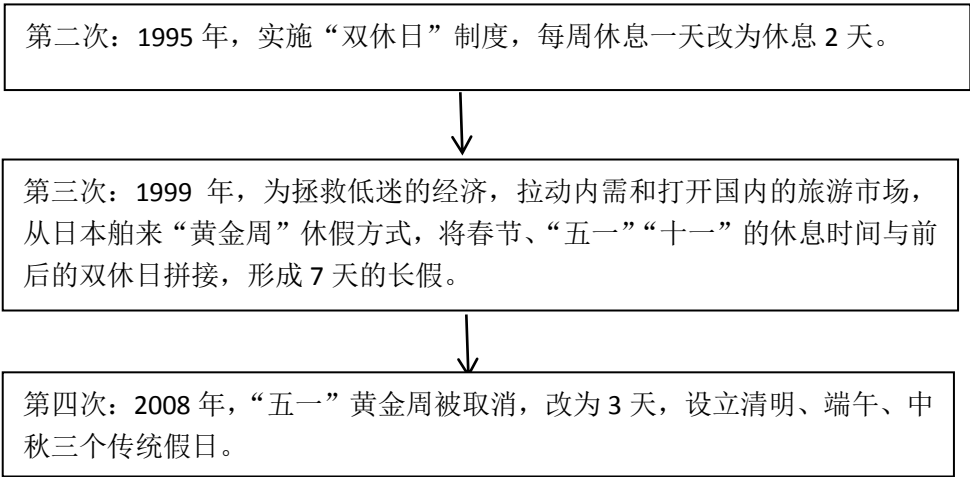 第二次：1995 年，实施“双休日”制度，每周休息一天改为休息 2 天。
第三次：1999 年，为拯救低迷的经济，拉动内需和打开国内的旅游市场，
从日本舶来“黄金周”休假方式，将春节、“五一”“十一”的休息时间与前
后的双休日拼接，形成 7 天的长假。
第四次：2008 年，“五一”黄金周被取消，改为 3 天，设立清明、端午、中
秋三个传统假日。